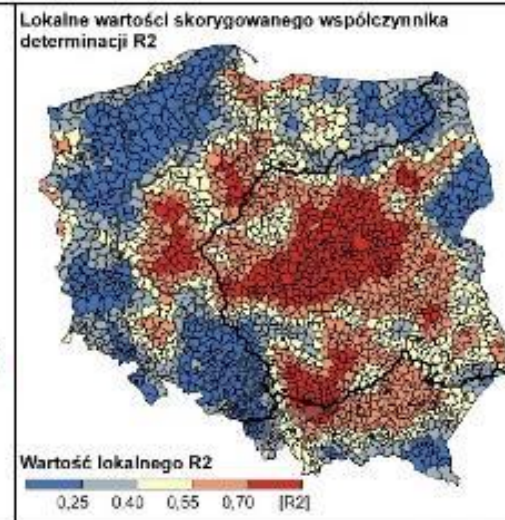 Lokalne wartości skorygowanego współczynnika
determinacji R2
Wartość lokalnego R2
0,25 0.40 0,55 0,70 [R2]